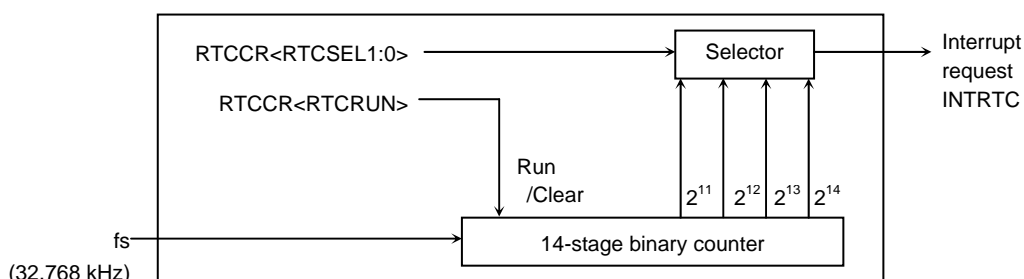 RTCCR<RTCSEL1:0>
Selector
Interrupt
request
INTRTC
RTCCR<RTCRUN>
Run
/Clear
2¹¹ 2¹² 2¹³ 2¹⁴
fs
14-stage binary counter
(32.768 kHz)